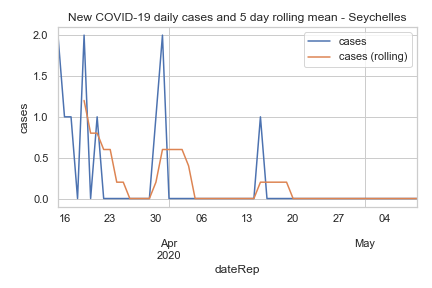 New COVID-19 daily cases and 5 day rolling mean - Seychelles
cases
cases (rolling)
2.0
1.5
1.0
0.5
0.0
cases
16 23 30 06 13 20 27 04
Apr May
2020
dateRep